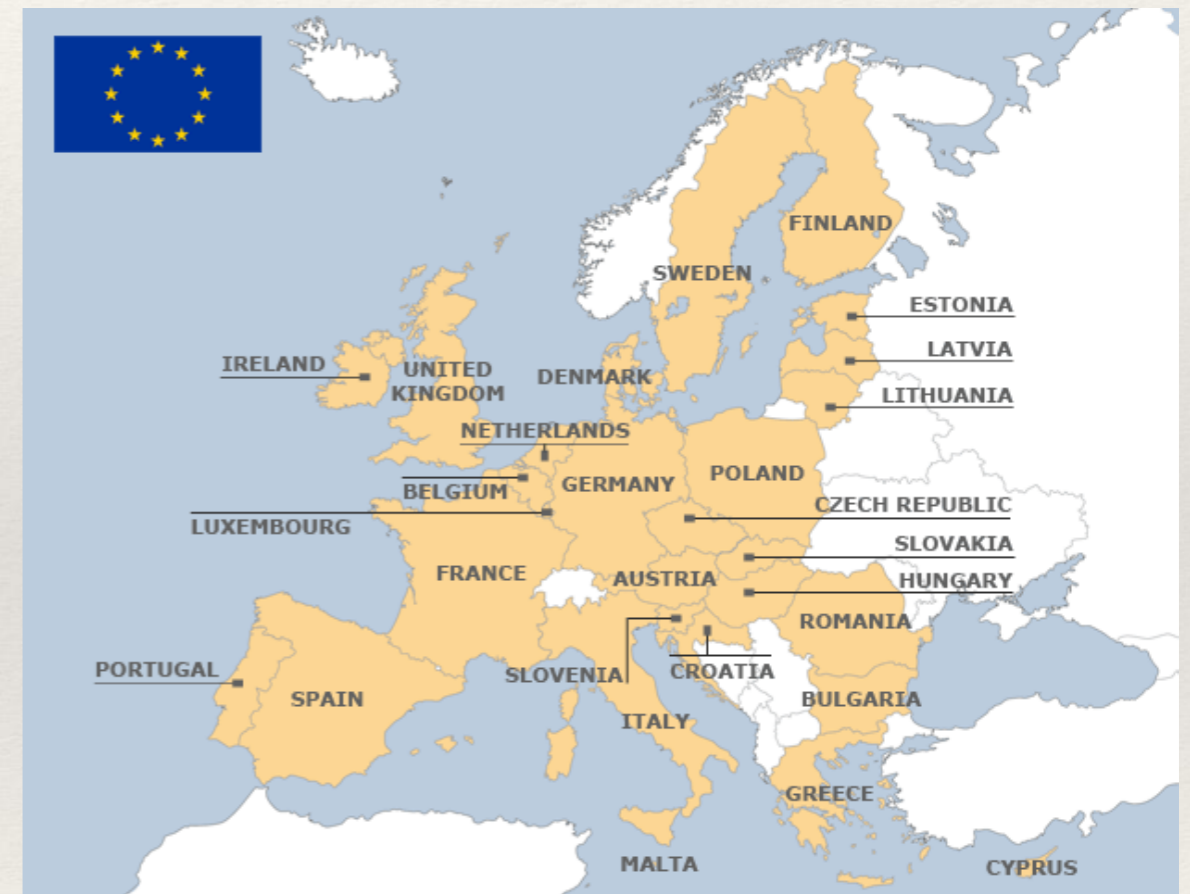 FINLAND
SWEDEN
ESTONIA
LATVIA
LITHUANIA
IRELAND
UNITED
KINGDOM
DENMARK
NETHERLANDS
BELGIUM
LUXEMBOURG
GERMANY
POLAND
CZECH REPUBLIC
SLOVAKIA
HUNGARY
FRANCE
AUSTRIA
ROMANIA
PORTUGAL
SPAIN
SLOVENIA
CROATIA
ITALY
BULGARIA
GREECE
MALTA
CYPRUS